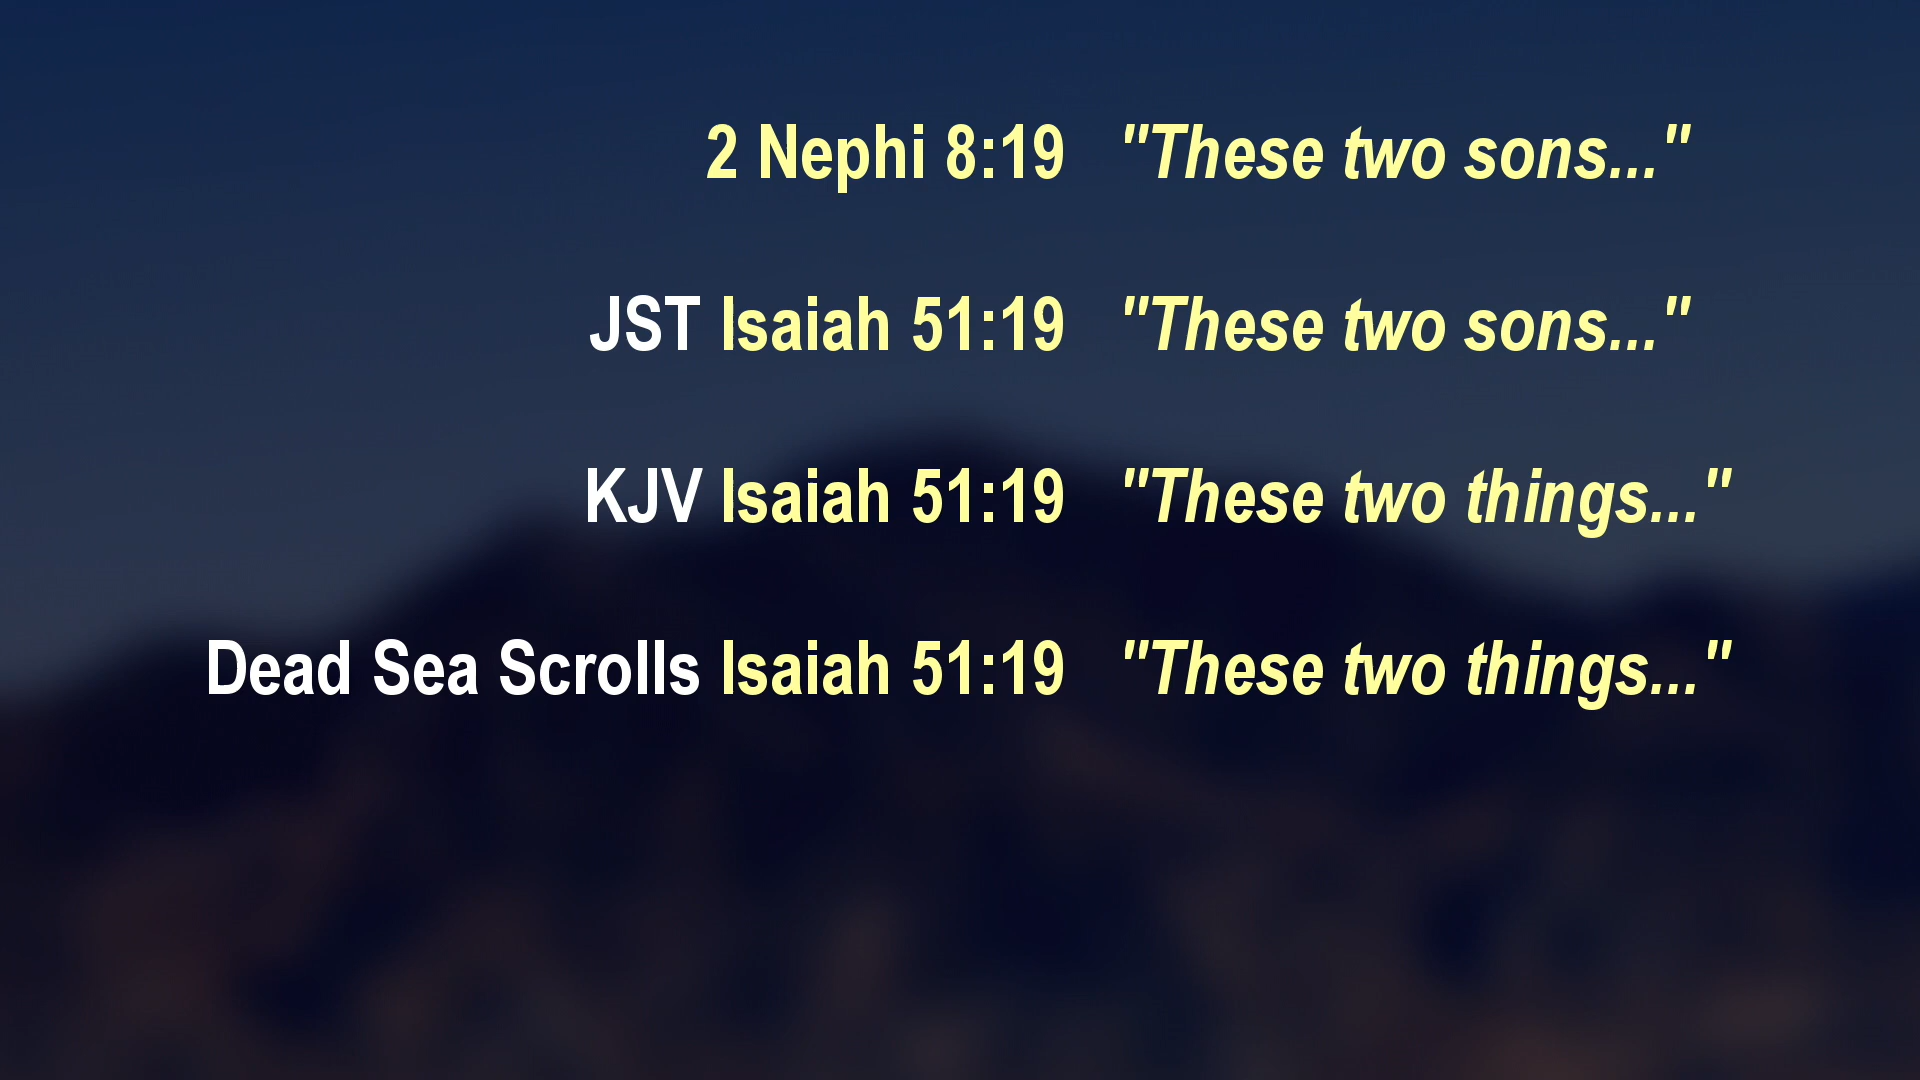 2 Nephi 8:19 "These two sons..."
JST Isaiah 51:19 "These two sons..."
KJV Isaiah 51:19 "These two things..."
Dead Sea Scrolls Isaiah 51:19 "These two things..."